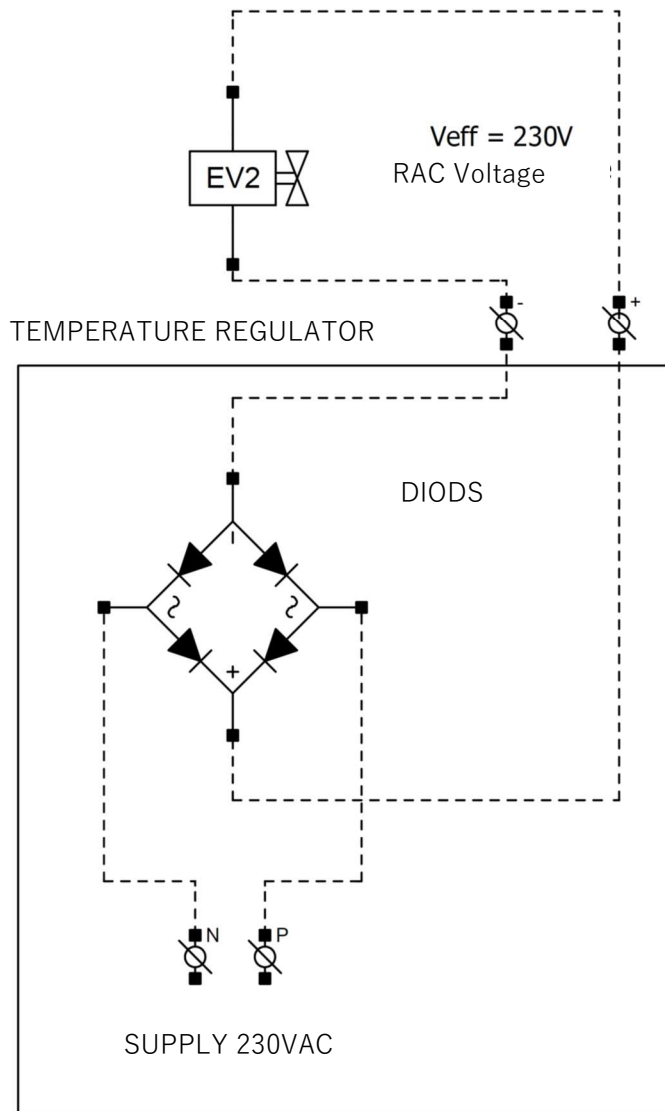 Veff = 230V
EV2
RAC Voltage
-
+
TEMPERATURE REGULATOR
DIODS
-
~ ~
+
N P
SUPPLY 230VAC